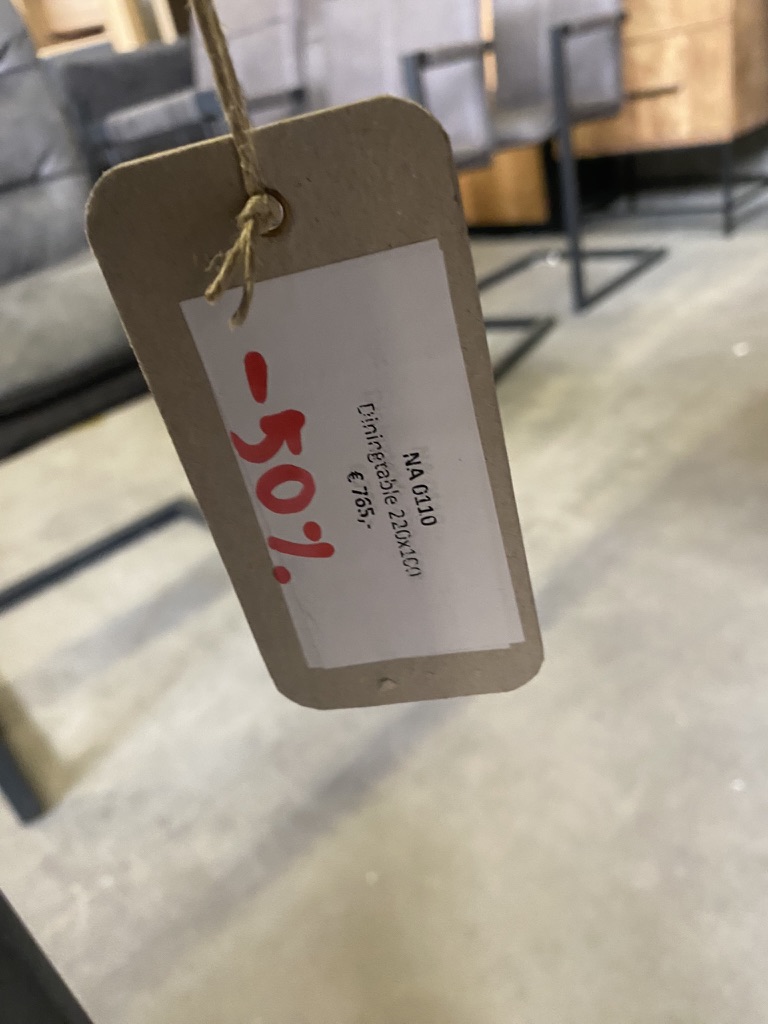 NA 0110
Diningtable 220x100
€ 765,-
-50%.